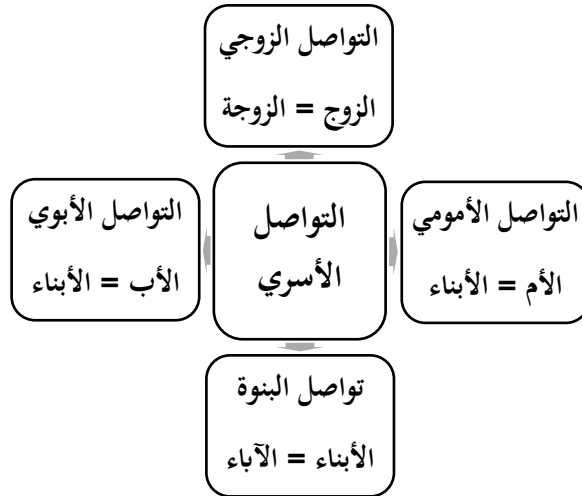 التواصل الزوجي
الزوج = الزوجة
التواصل الأمومي
الأم = الأبناء
التواصل
الأسري
التواصل الأبوي
الأب = الأبناء
تواصل البنوة
الأبناء = الآباء